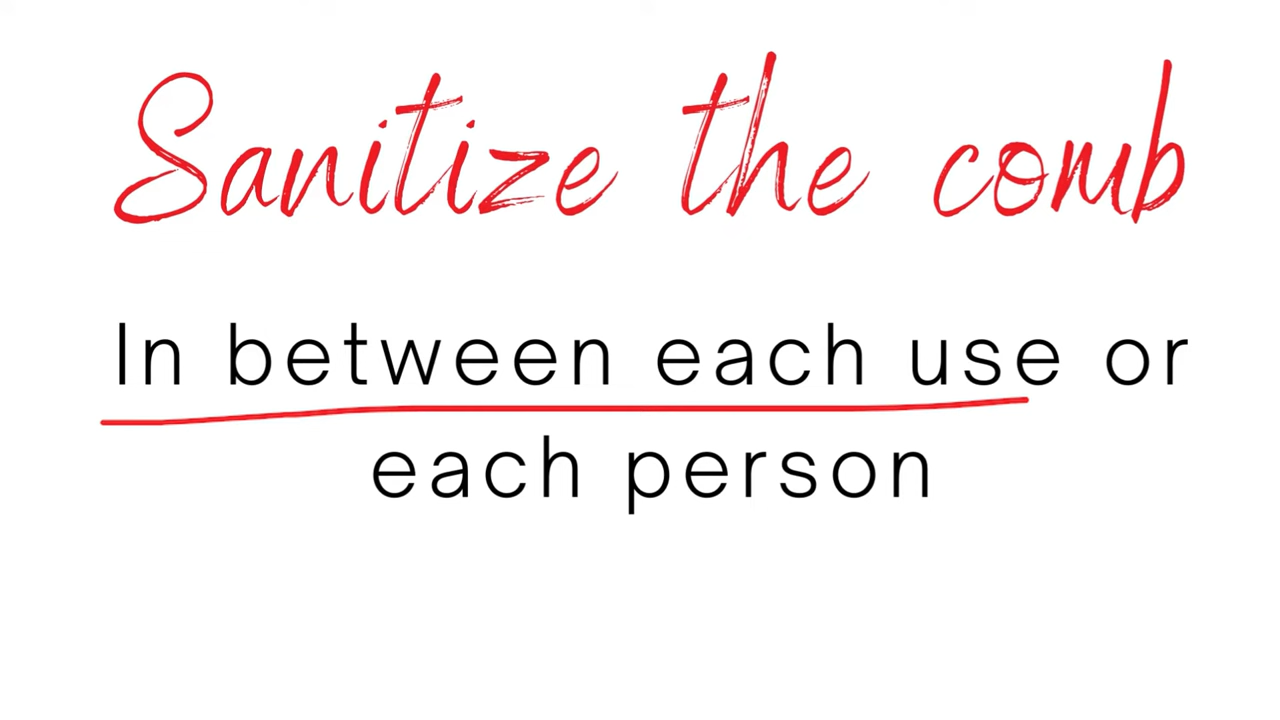 Sanitize the comb
In between each use or
each person